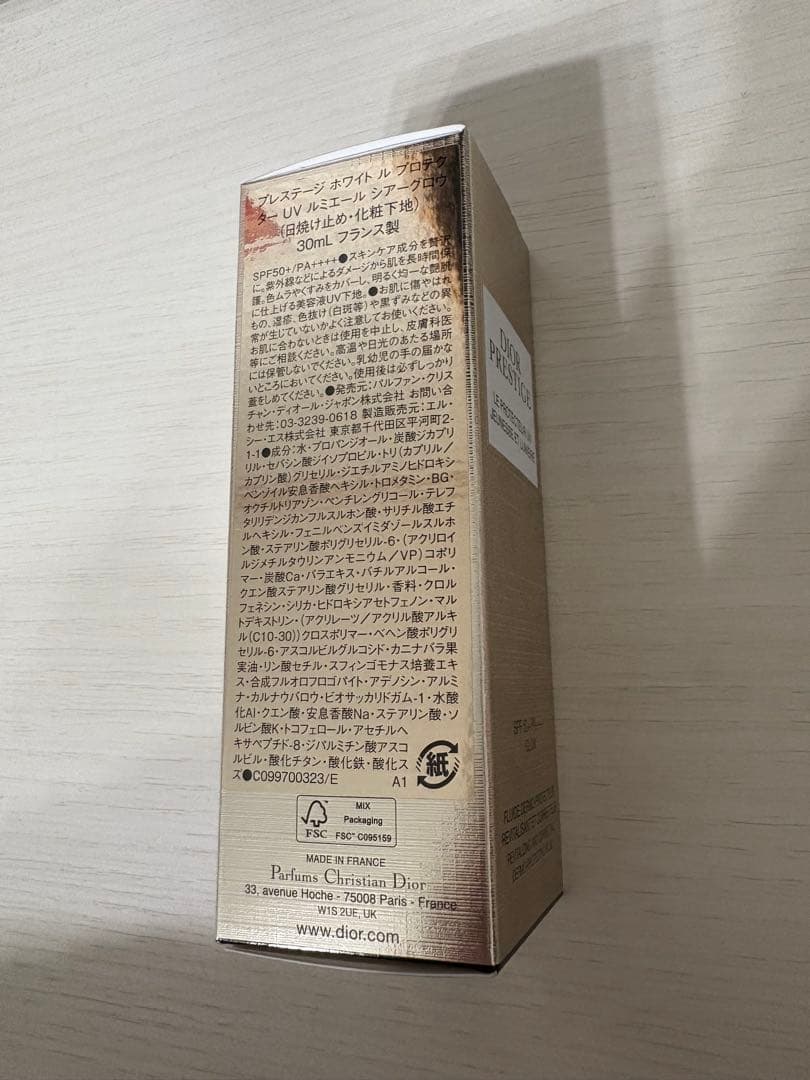 プレステージ ホワイト ル プロテク
ター UV ルミエール シアーグロウ
(日焼け止め・化粧下地)
30mL フランス製
SPF50+/PA++++●スキンケア成分を贅沢
に。紫外線などによるダメージから肌を長時間保
護。色ムラやくすみをカバーし、明るく均一な艶肌
に仕上げる美容液UV下地。●お肌に傷やはれ
もの、湿疹、色抜け(白斑等)や黒ずみなどの異
常が生じていないかよく注意してお使いください。
お肌に合わないときは使用を中止し、皮膚科医
等にご相談ください。高温や日光のあたる場所
には保管しないでください。乳幼児の手の届かな
いところにおいてください。使用後は必ずしっかり
蓋をしめてください。●発売元:パルファン・クリス
チャン・ディオール・ジャポン株式会社 お問い合
わせ先:03-3239-0618 製造販売元:エル・
シー・エス株式会社 東京都千代田区平河町2-
1-1●成分:水・プロパンジオール・炭酸ジカプリ
リル・セバシン酸ジイソプロピル・トリ(カプリル/
カプリン酸)グリセリル・ジエチルアミノヒドロキシ
ベンゾイル安息香酸ヘキシル・トロメタミン・BG・
オクチルトリアゾン・ペンチレングリコール・テレフ
タリリデンジカンフルスルホン酸・サリチル酸エチ
ルヘキシル・フェニルベンズイミダゾールスルホ
ン酸・ステアリン酸ポリグリセリル-6・(アクリロイ
ルジメチルタウリンアンモニウム/VP)コポリ
マー・炭酸Ca・バラエキス・バチルアルコール・
クエン酸ステアリン酸グリセリル・香料・クロル
フェネシン・シリカ・ヒドロキシアセトフェノン・マル
トデキストリン・(アクリレーツ/アクリル酸アルキ
ル(C10-30))クロスポリマー・ベヘン酸ポリグリ
セリル-6・アスコルビルグルコシド・カニナバラ果
実油・リン酸セチル・スフィンゴモナス培養エキ
ス・合成フルオロフロゴパイト・アデノシン・アルミ
ナ・カルナウバロウ・ビオサッカリドガム-1・水酸
化Al・クエン酸・安息香酸Na・ステアリン酸・ソ
ルビン酸K・トコフェロール・アセチルヘ
キサペプチド-8・ジパルミチン酸アスコ
ルビル・酸化チタン・酸化鉄・酸化ス
ズ●C099700323/E A1
紙
FSC
MIX
Packaging
FSC™ C095159
MADE IN FRANCE
Parfums Christian Dior
33, avenue Hoche - 75008 Paris - France
W1S 2UE, UK
www.dior.com
DIOR
PRESTIGE
LE PROTECTEUR UV
JEUNESSE ET LUMIÈRE